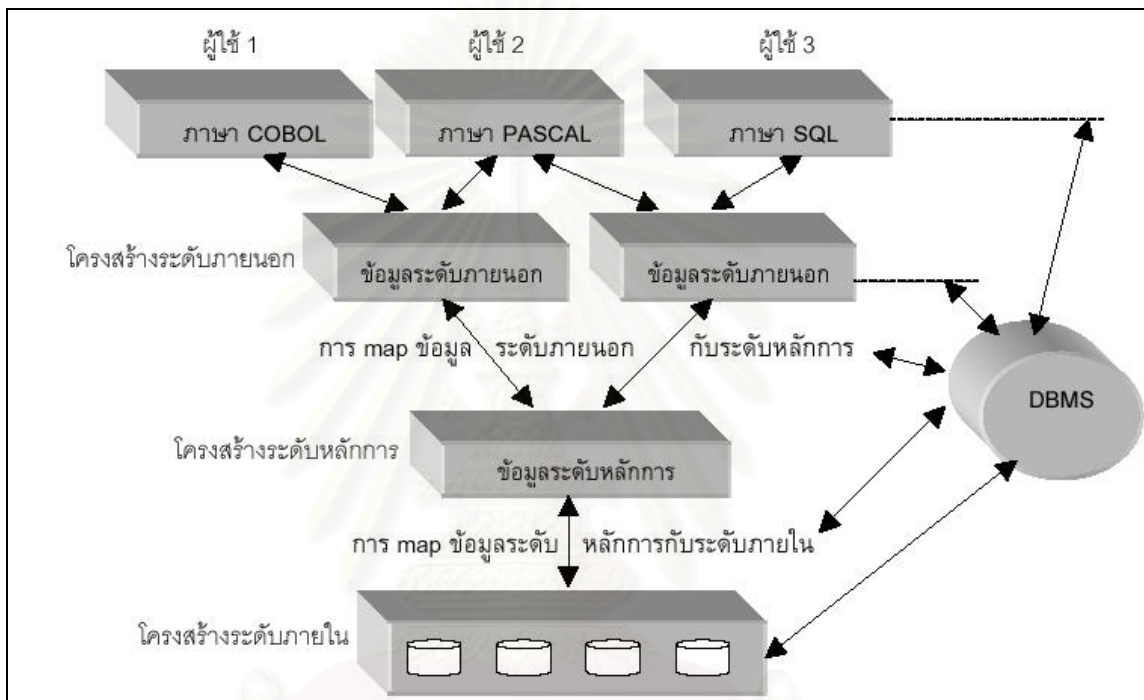 ผู้ใช้ 1
ผู้ใช้ 2
ผู้ใช้ 3
ภาษา COBOL
ภาษา PASCAL
ภาษา SQL
โครงสร้างระดับภายนอก
ข้อมูลระดับภายนอก
ข้อมูลระดับภายนอก
การ map ข้อมูล ระดับภายนอก กับระดับหลักการ
DBMS
โครงสร้างระดับหลักการ
ข้อมูลระดับหลักการ
การ map ข้อมูลระดับ หลักการกับระดับภายใน
โครงสร้างระดับภายใน